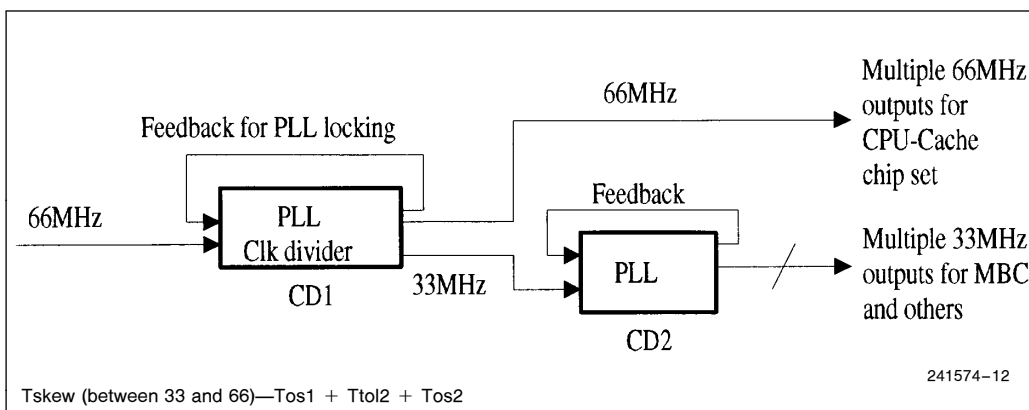 Multiple 66MHz
outputs for
CPU-Cache
chip set
66MHz
Feedback for PLL locking
66MHz
PLL
Clk divider
CD1
33MHz
Feedback
PLL
CD2
Multiple 33MHz
outputs for MBC
and others
241574–12
Tskew (between 33 and 66)—Tos1 + Ttol2 + Tos2